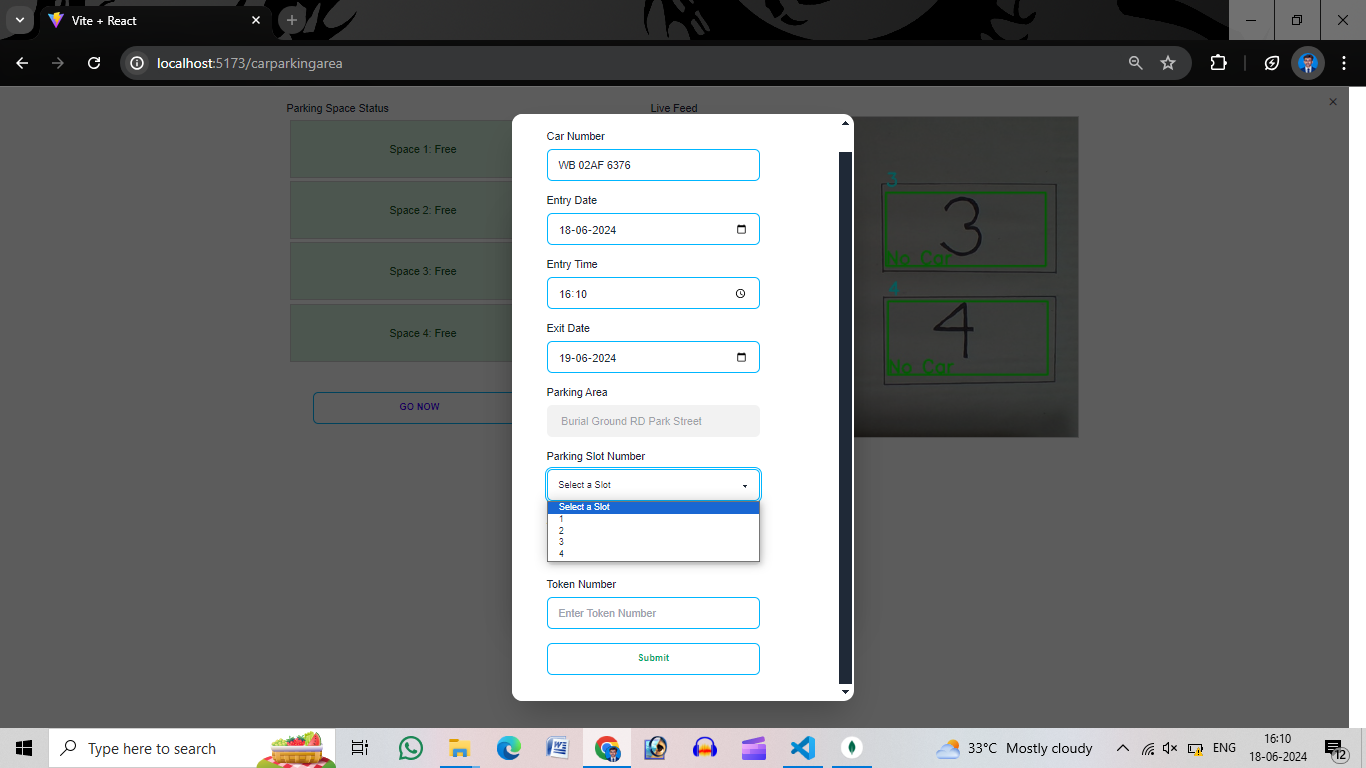 Vite + React
localhost:5173/carparkingarea
Parking Space Status
Space 1: Free
Space 2: Free
Space 3: Free
Space 4: Free
GO NOW
Live Feed
3
3
No Car
4
4
No Car
Car Number
WB 02AF 6376
Entry Date
18-06-2024
Entry Time
16:10
Exit Date
19-06-2024
Parking Area
Burial Ground RD Park Street
Parking Slot Number
Select a Slot
Select a Slot
1
2
3
4
Token Number
Enter Token Number
Submit
Type here to search
33°C Mostly cloudy
ENG
16:10
18-06-2024
12